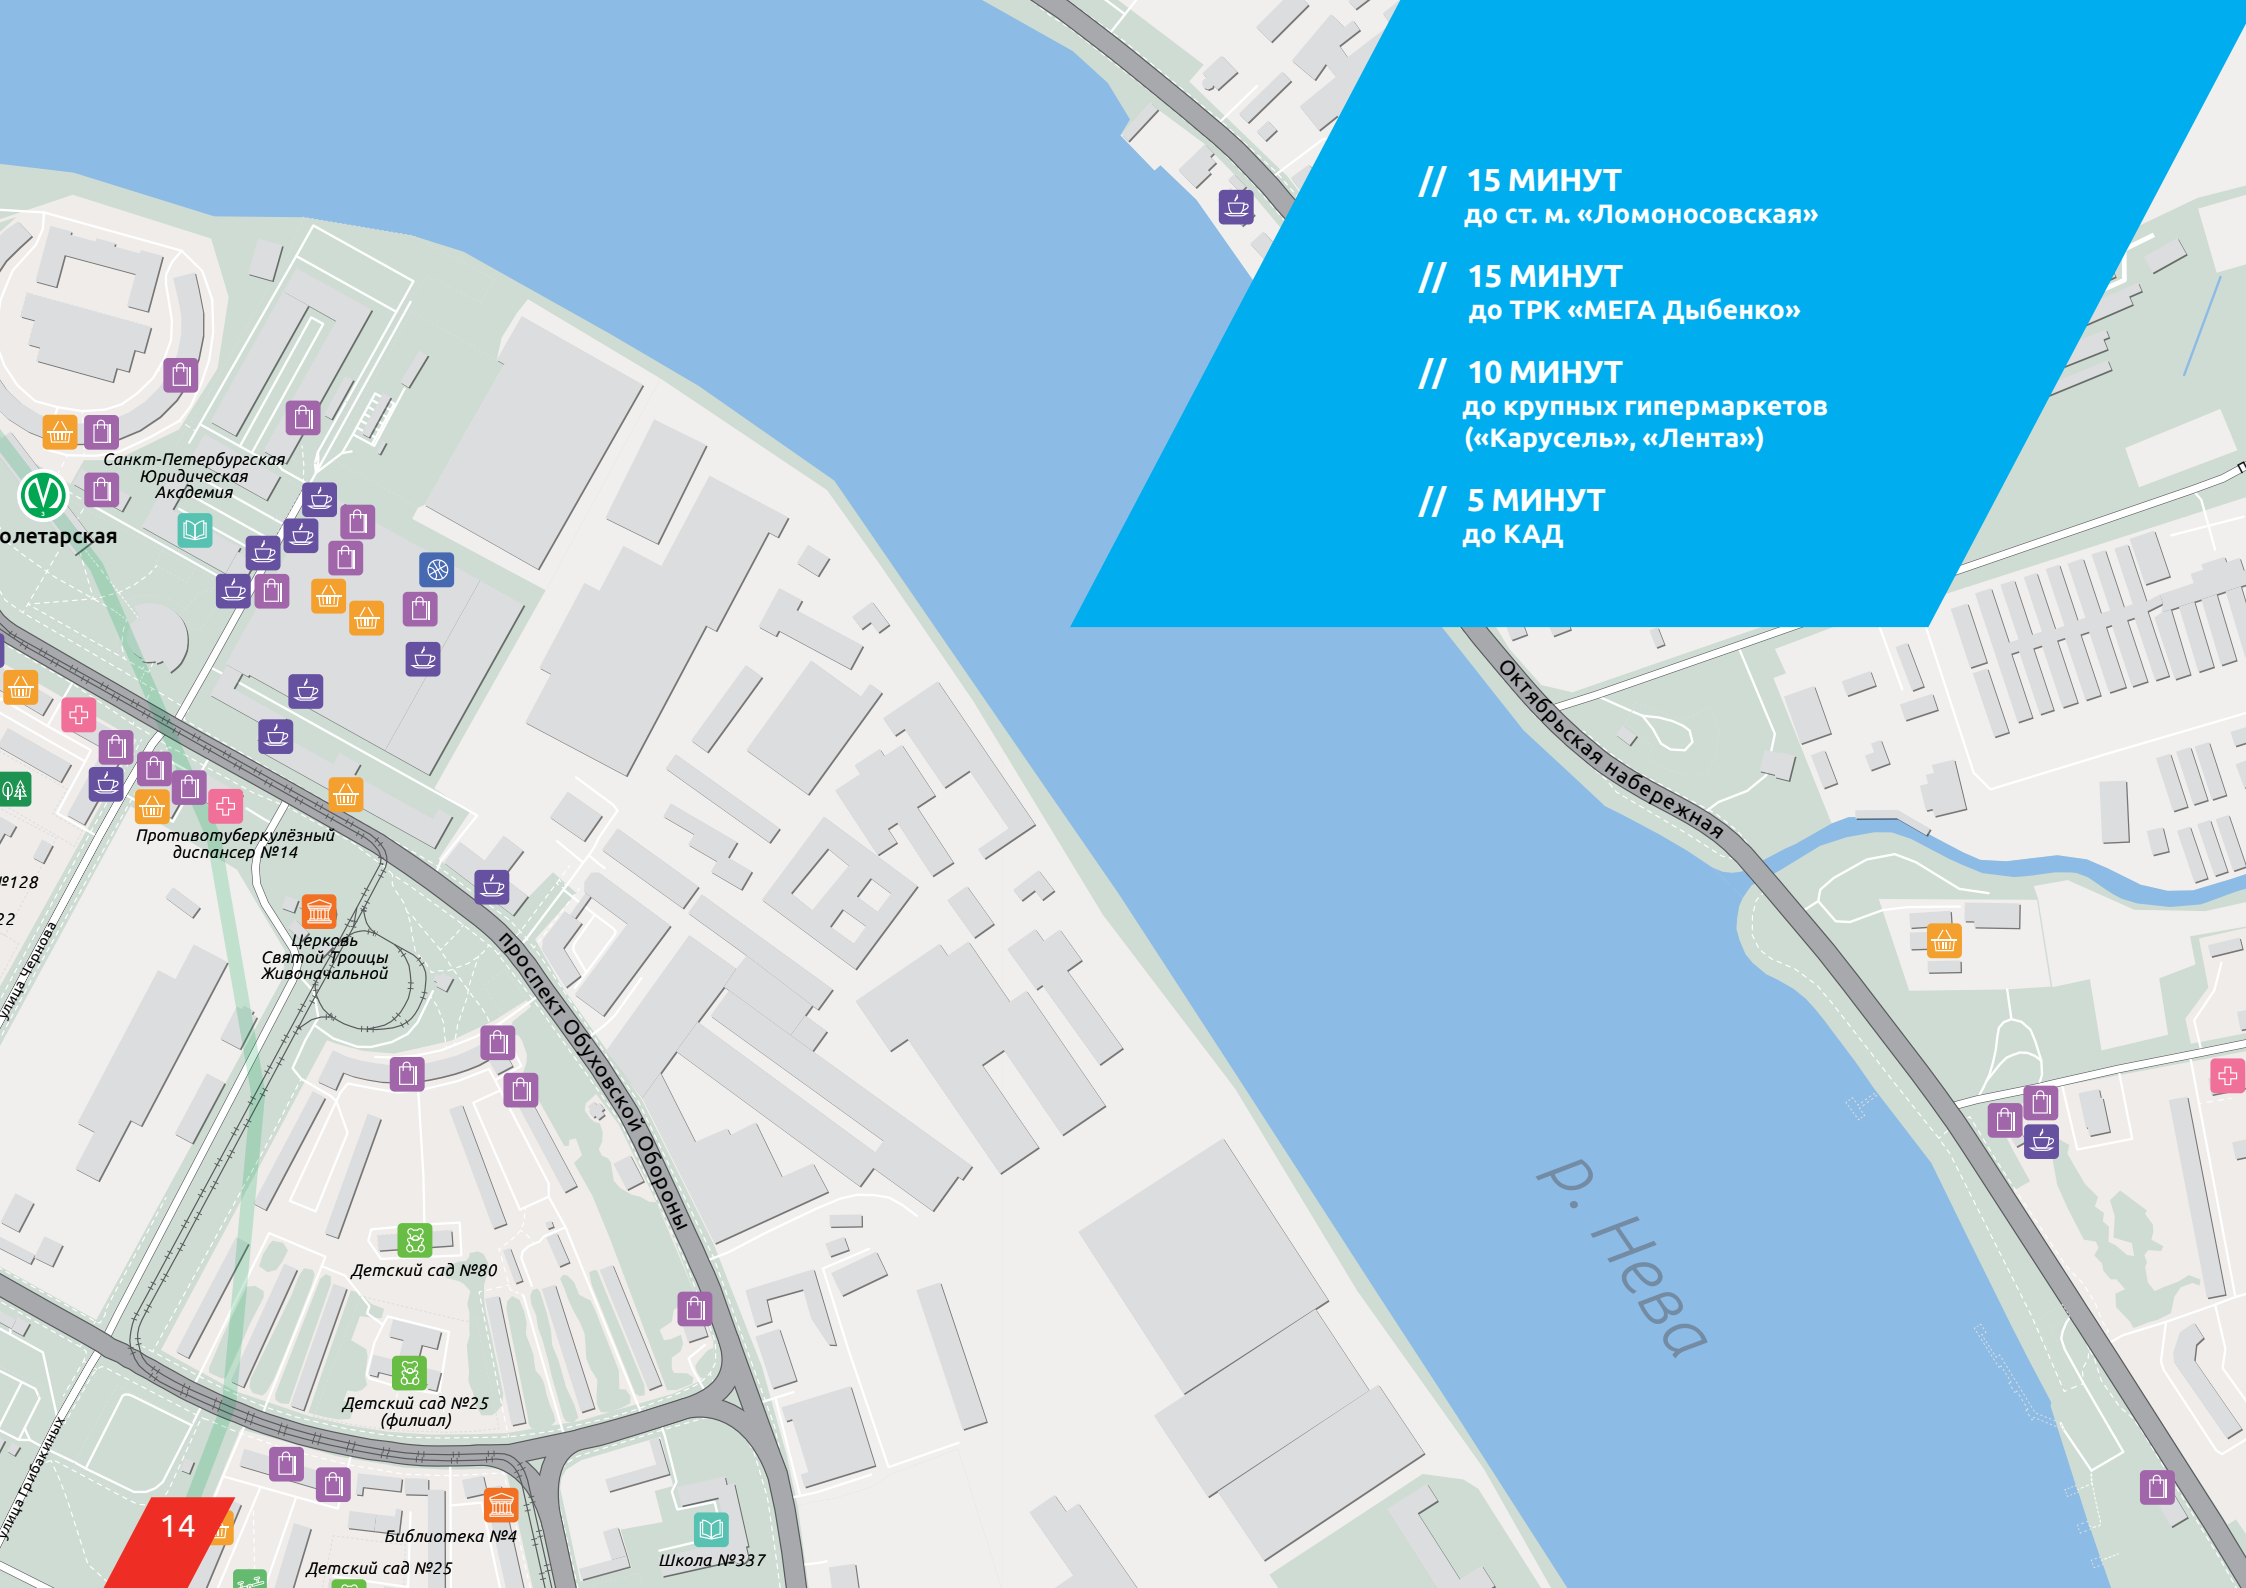 // 15 МИНУТ
до ст. м. «Ломоносовская»
// 15 МИНУТ
до ТРК «МЕГА Дыбенко»
// 10 МИНУТ
до крупных гипермаркетов
(«Карусель», «Лента»)
// 5 МИНУТ
до КАД
Санкт-Петербургская
Юридическая
Академия
олетарская
Противотуберкулёзный
диспансер №14
№128
22
улица Чернова
Церковь
Святой Троицы
Живоначальной
проспект Обуховской Обороны
Октябрьская набережная
р. Нева
Детский сад №80
Детский сад №25
(филиал)
улица Грибакиных
14
Библиотека №4
Детский сад №25
Школа №337